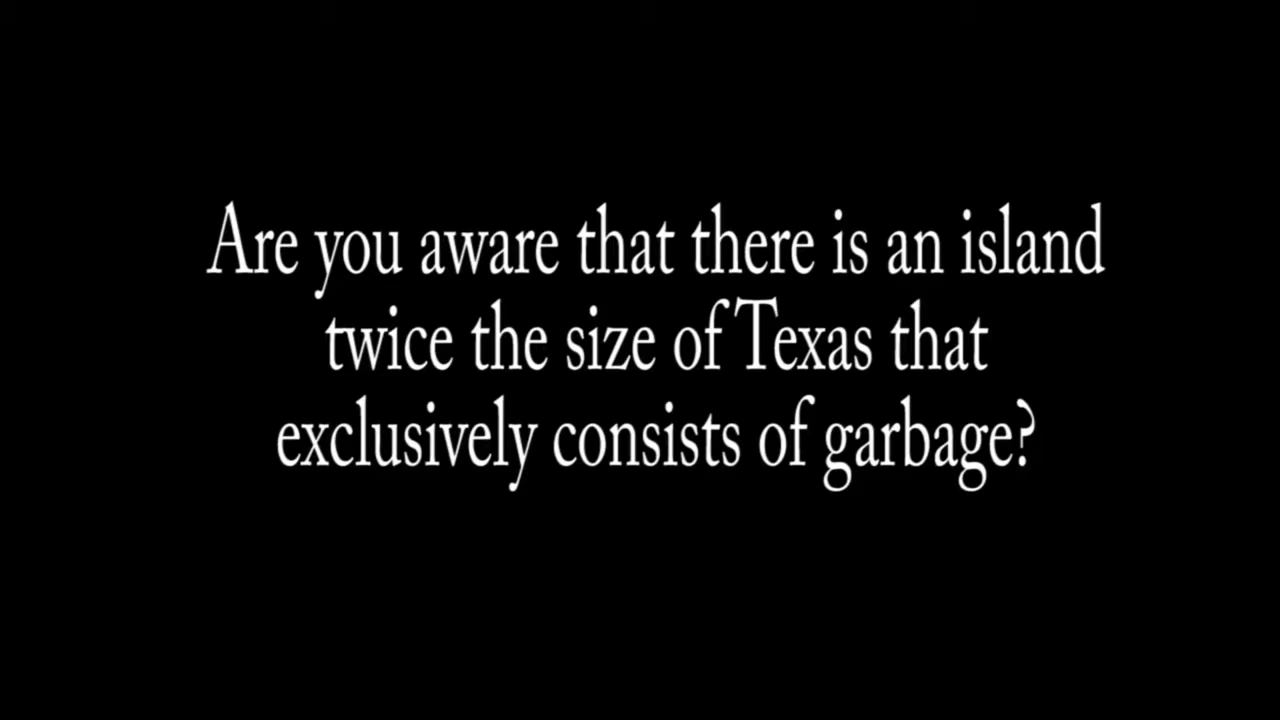 Are you aware that there is an island
twice the size of Texas that
exclusively consists of garbage?